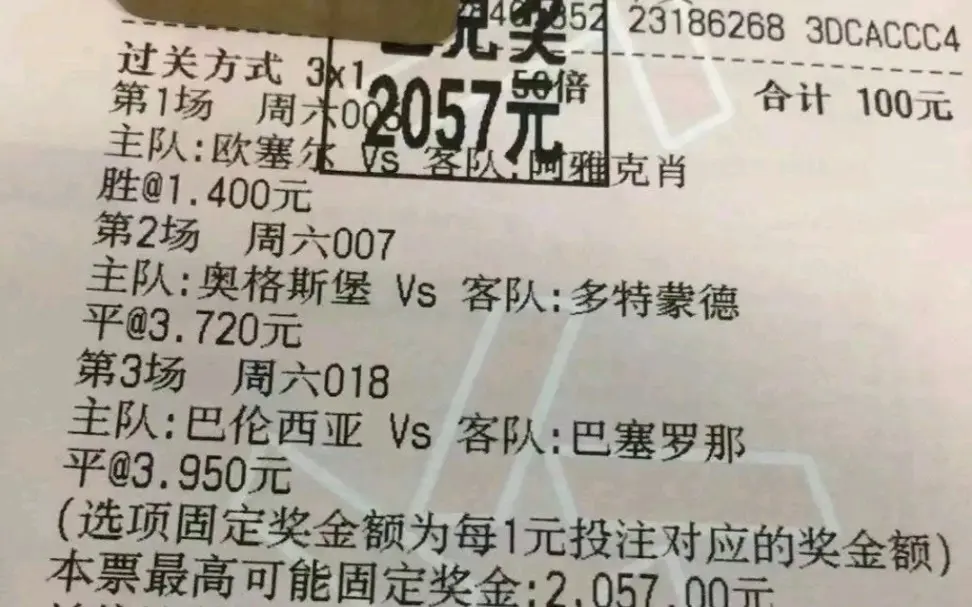 23186268 3DCACCC4
兑奖
2057元
过关方式 3x1 50倍 合计 100元
第1场 周六006
主队:欧塞尔 Vs 客队:阿雅克肖
胜@1.400元
第2场 周六007
主队:奥格斯堡 Vs 客队:多特蒙德
平@3.720元
第3场 周六018
主队:巴伦西亚 Vs 客队:巴塞罗那
平@3.950元
(选项固定奖金额为每1元投注对应的奖金额)
本票最高可能固定奖金:2,057.00元